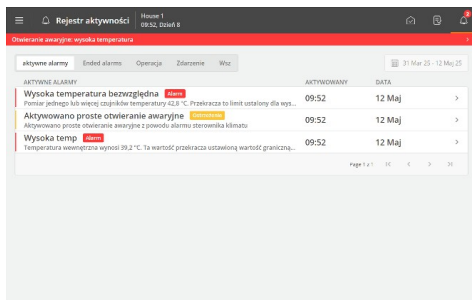 Rejestr aktywności
House 1
09:52, Dzień 8
2
Otwieranie awaryjne: wysoka temperatura
aktywne alarmy Ended alarms Operacja Zdarzenie Wsz
31 Mar 25 - 12 Maj 25
AKTYWNE ALARMY AKTYWOWANY DATA
Wysoka temperatura bezwzględna Alarm 09:52 12 Maj
Pomiar jednego lub więcej czujników temperatury 42,8 °C. Przekracza to limit ustalony dla wys...
Aktywowano proste otwieranie awaryjne Ostrzeżenie 09:52 12 Maj
Aktywowano proste otwieranie awaryjne z powodu alarmu sterownika klimatu
Wysoka temp Alarm 09:52 12 Maj
Temperatura wewnętrzna wynosi 39,2 °C. Ta wartość przekracza ustawioną wartość graniczną...
Page 1 z 1